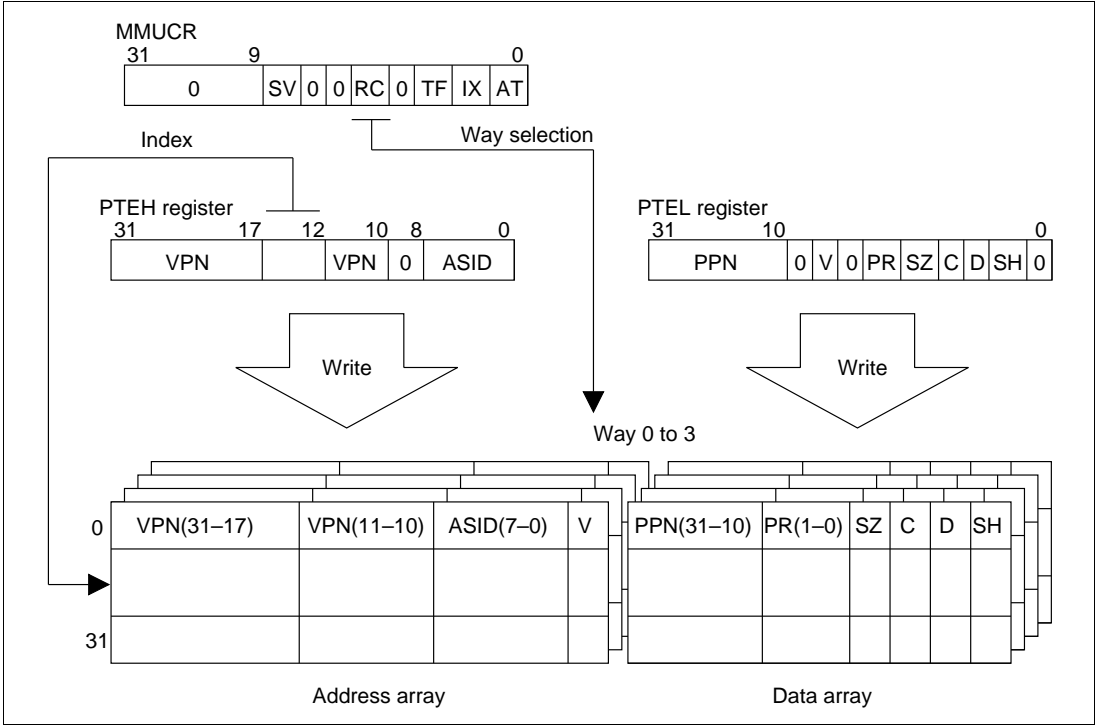 MMUCR
31 9 0
0 SV 0 0 RC 0 TF IX AT
Index
Way selection
PTEH register
31 17 12 10 8 0
VPN VPN 0 ASID
PTEL register
31 10 0
PPN 0 V 0 PR SZ C D SH 0
Write
Write
Way 0 to 3
0 VPN(31–17) VPN(11–10) ASID(7–0) V PPN(31–10) PR(1–0) SZ C D SH
31
Address array
Data array